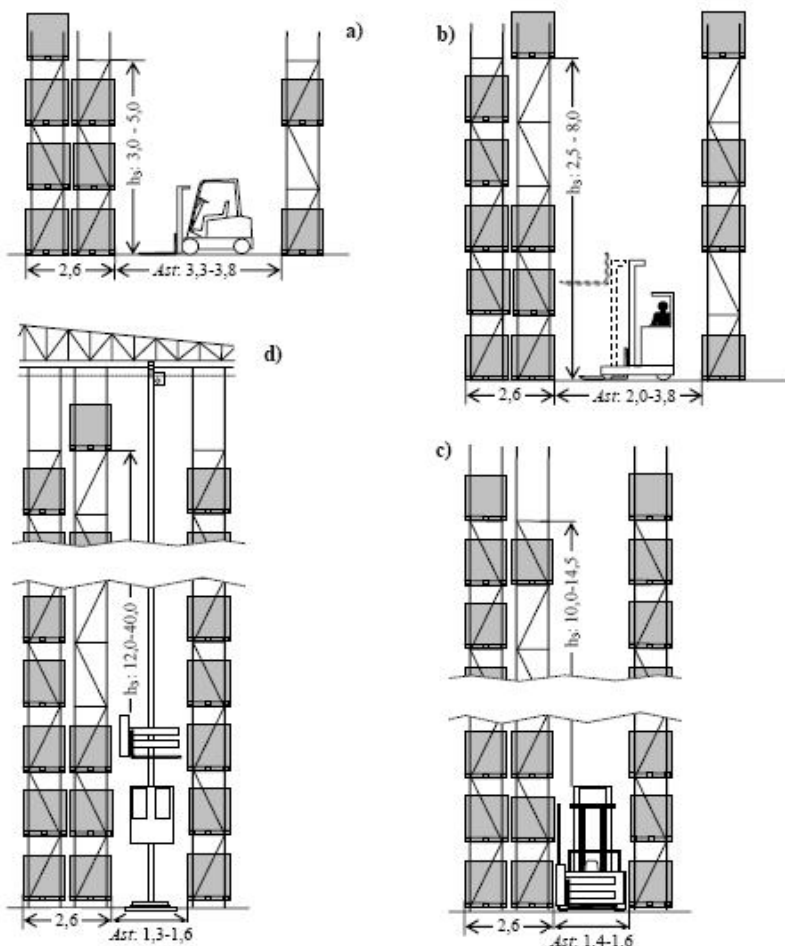 a)
h₃: 3,0 - 5,0
2,6
Ast: 3,3-3,8
b)
h₃: 2,5 - 8,0
2,6
Ast: 2,0-3,8
d)
h₃: 12,0-40,0
2,6
Ast: 1,3-1,6
c)
h₃: 10,0-14,5
2,6
Ast: 1,4-1,6